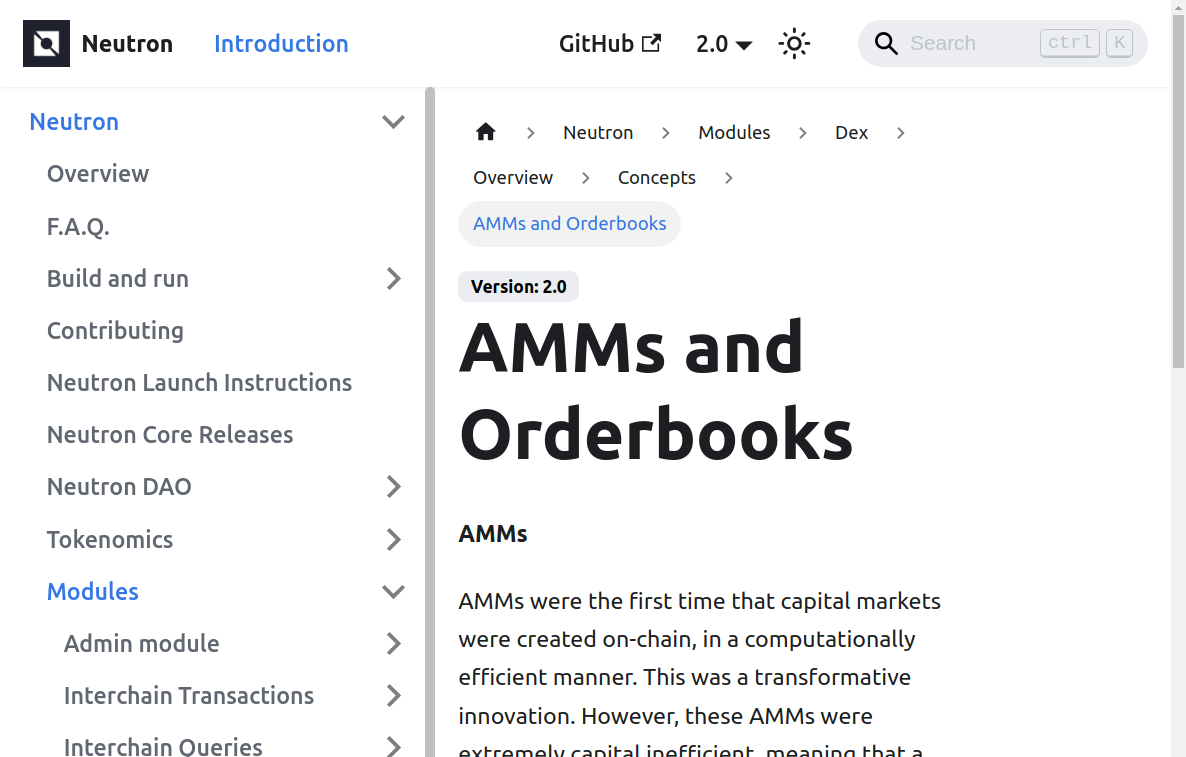 Neutron
Introduction
GitHub
2.0
Search
ctrl K
Neutron
Overview
F.A.Q.
Build and run
Contributing
Neutron Launch Instructions
Neutron Core Releases
Neutron DAO
Tokenomics
Modules
Admin module
Interchain Transactions
Interchain Queries
Neutron
Modules
Dex
Overview
Concepts
AMMs and Orderbooks
Version: 2.0
AMMs and
Orderbooks
AMMs
AMMs were the first time that capital markets
were created on-chain, in a computationally
efficient manner. This was a transformative
innovation. However, these AMMs were
extremely capital inefficient, meaning that a